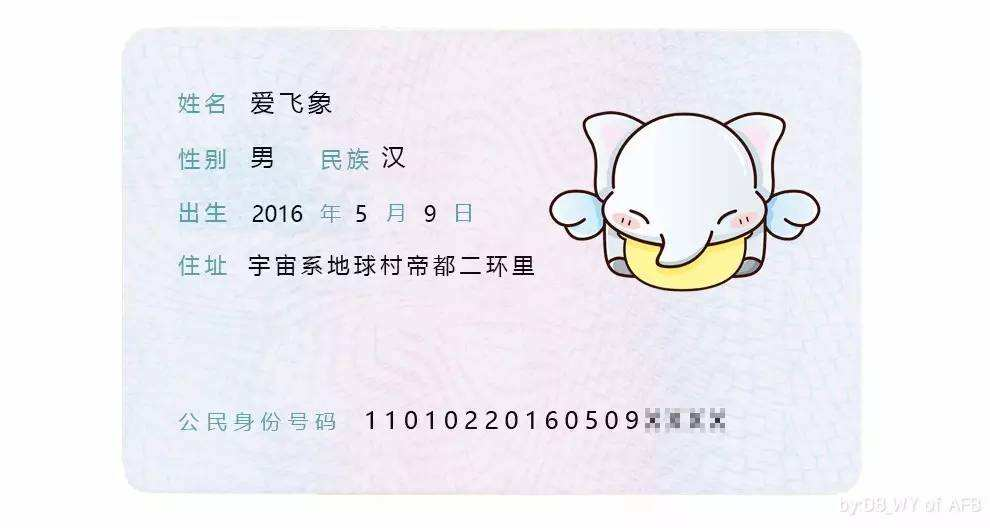 姓名 爱飞象
性别 男 民族 汉
出生 2016 年 5 月 9 日
住址 宇宙系地球村帝都二环里
公民身份号码 11010220160509
by:DB_WY of AFB